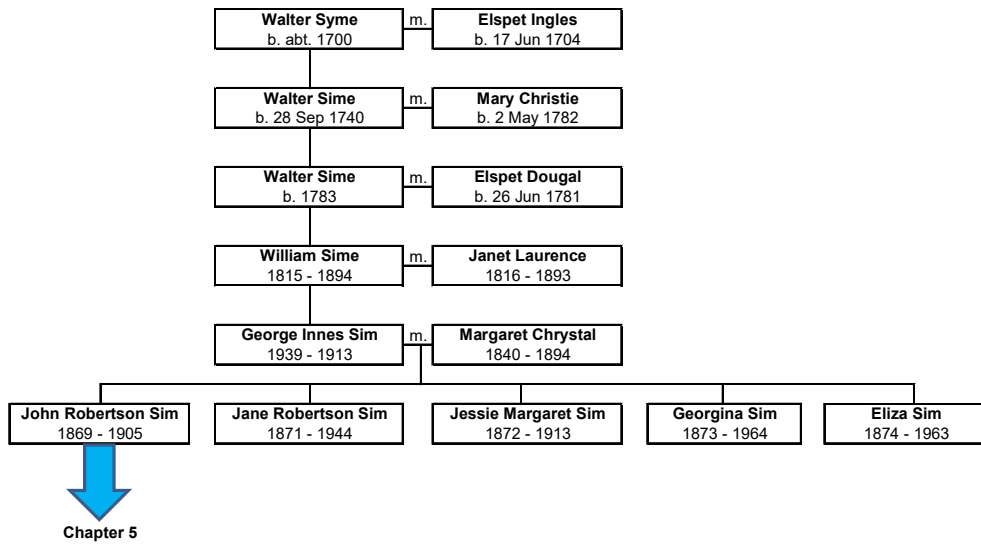 Walter Syme
b. abt. 1700
m.
Elspet Ingles
b. 17 Jun 1704
Walter Sime
b. 28 Sep 1740
m.
Mary Christie
b. 2 May 1782
Walter Sime
b. 1783
m.
Elspet Dougal
b. 26 Jun 1781
William Sime
1815 - 1894
m.
Janet Laurence
1816 - 1893
George Innes Sim
1939 - 1913
m.
Margaret Chrystal
1840 - 1894
John Robertson Sim
1869 - 1905
Jane Robertson Sim
1871 - 1944
Jessie Margaret Sim
1872 - 1913
Georgina Sim
1873 - 1964
Eliza Sim
1874 - 1963
Chapter 5